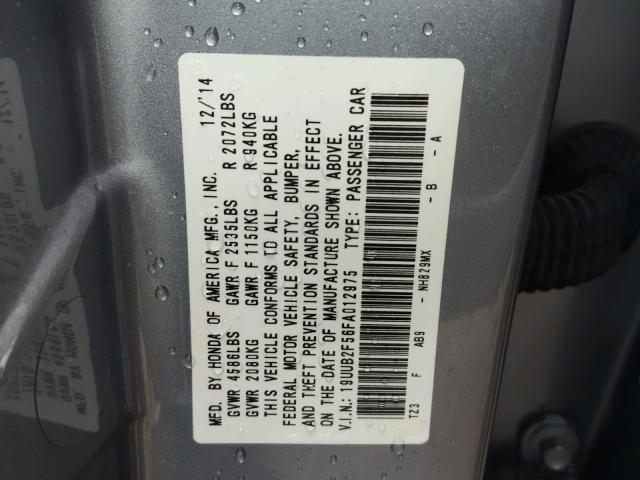 MFD. BY HONDA OF AMERICA MFG., INC. 12/'14
GVWR 4586LBS GAWR F 2535LBS R 2072LBS
GVWR 2080KG GAWR F 1150KG R 940KG
THIS VEHICLE CONFORMS TO ALL APPLICABLE
FEDERAL MOTOR VEHICLE SAFETY, BUMPER,
AND THEFT PREVENTION STANDARDS IN EFFECT
ON THE DATE OF MANUFACTURE SHOWN ABOVE.
V.I.N.: 19UUB2F56FA012975 TYPE: PASSENGER CAR
TZ3 F AB9 - NH829MX - B - A